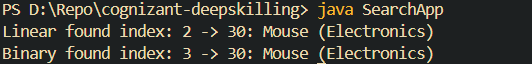 PS D:\Repo\cognizant-deepskilling> java SearchApp
Linear found index: 2 -> 30: Mouse (Electronics)
Binary found index: 3 -> 30: Mouse (Electronics)